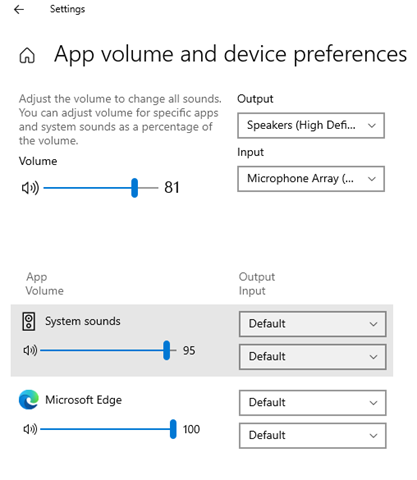 Settings
App volume and device preferences
Adjust the volume to change all sounds.
You can adjust volume for specific apps
and system sounds as a percentage of
the volume.
Volume
81
Output
Speakers (High Defi...
Input
Microphone Array (...
App
Volume
Output
Input
System sounds
Default
95
Default
Microsoft Edge
Default
100
Default